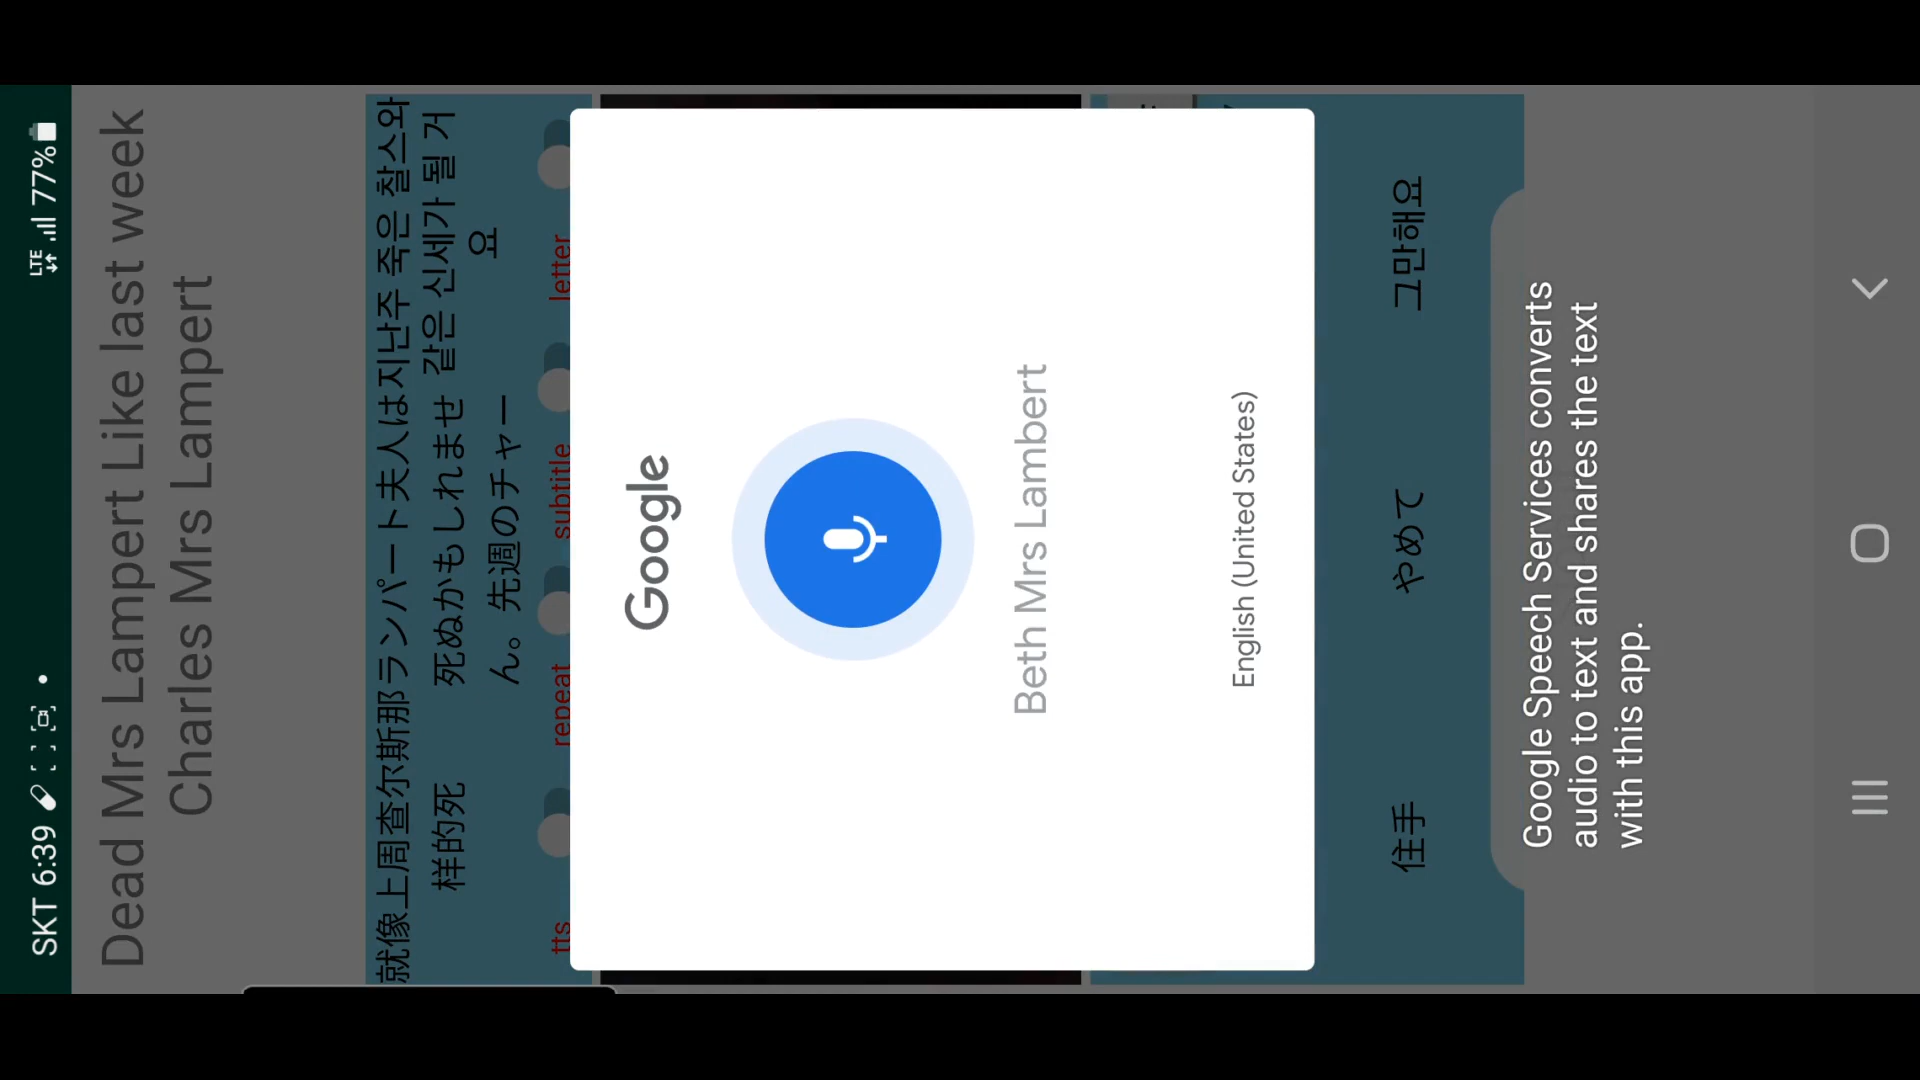 SKT 6:39
LTE
77%
Dead Mrs Lampert Like last week
Charles Mrs Lampert
就像上周查尔斯那
样的死
ランパート夫人は
死ぬかもしれませ
ん。先週のチャー
지난주 죽은 찰스와
같은 신세가 될 거
요
tts
repeat
subtitle
letter
Google
Beth Mrs Lambert
English (United States)
住手
やめて
그만해요
Google Speech Services converts
audio to text and shares the text
with this app.